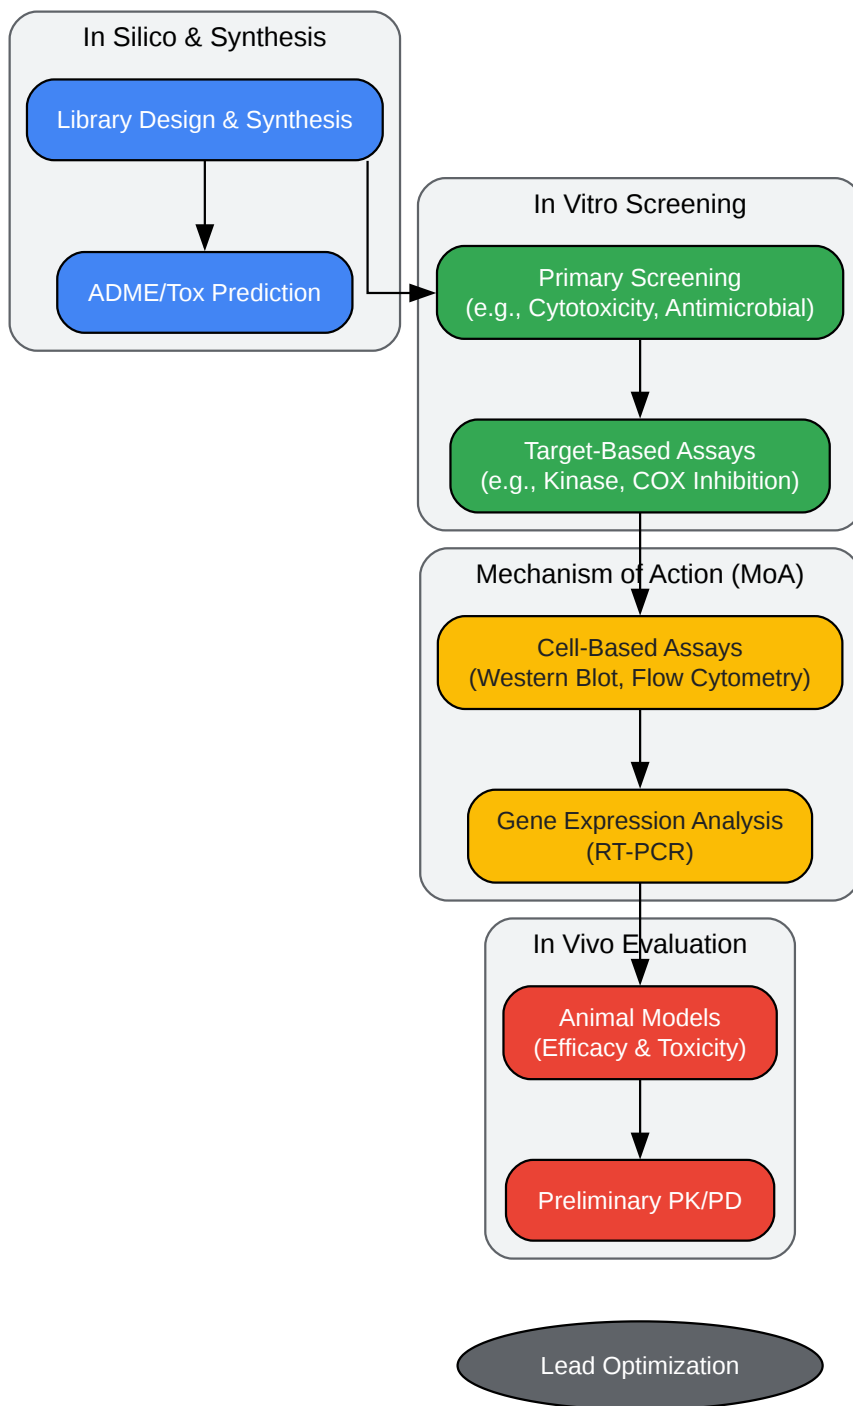 In Silico & Synthesis
Library Design & Synthesis
ADME/Tox Prediction
In Vitro Screening
Primary Screening
(e.g., Cytotoxicity, Antimicrobial)
Target-Based Assays
(e.g., Kinase, COX Inhibition)
Mechanism of Action (MoA)
Cell-Based Assays
(Western Blot, Flow Cytometry)
Gene Expression Analysis
(RT-PCR)
In Vivo Evaluation
Animal Models
(Efficacy & Toxicity)
Preliminary PK/PD
Lead Optimization